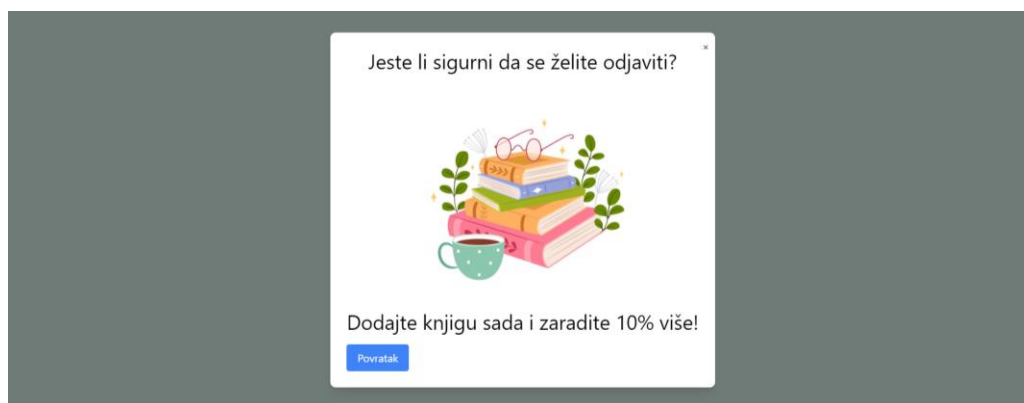 Jeste li sigurni da se želite odjaviti?
×
Dodajte knjigu sada i zaradite 10% više!
Povratak